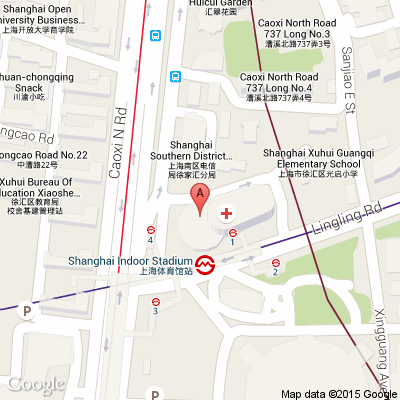 Shanghai Open
University Business...
上海开放大学商学院
Huicui Garden
汇翠花园
Caoxi North Road
737 Long No.3
漕溪北路737弄3号
Sanjiao E St
Caoxi North Road
737 Long No.4
漕溪北路737弄4号
huan-chongqing
Snack
川渝小吃
Caoxi N Rd
ongcao Rd
Shanghai
Southern District...
上海南区电信
局徐家汇分局
Shanghai Xuhui Guangqi
Elementary School
上海市徐汇区光启小学
ongcao Road No.22
中漕路22号
Xuhui Bureau Of
Education Xiaoshe...
徐汇区教育局
校舍基建管理站
A
Lingling Rd
4
1
Shanghai Indoor Stadium
上海体育馆站
2
3
P
P
Xingguang Ave
Google
Map data ©2015 Google